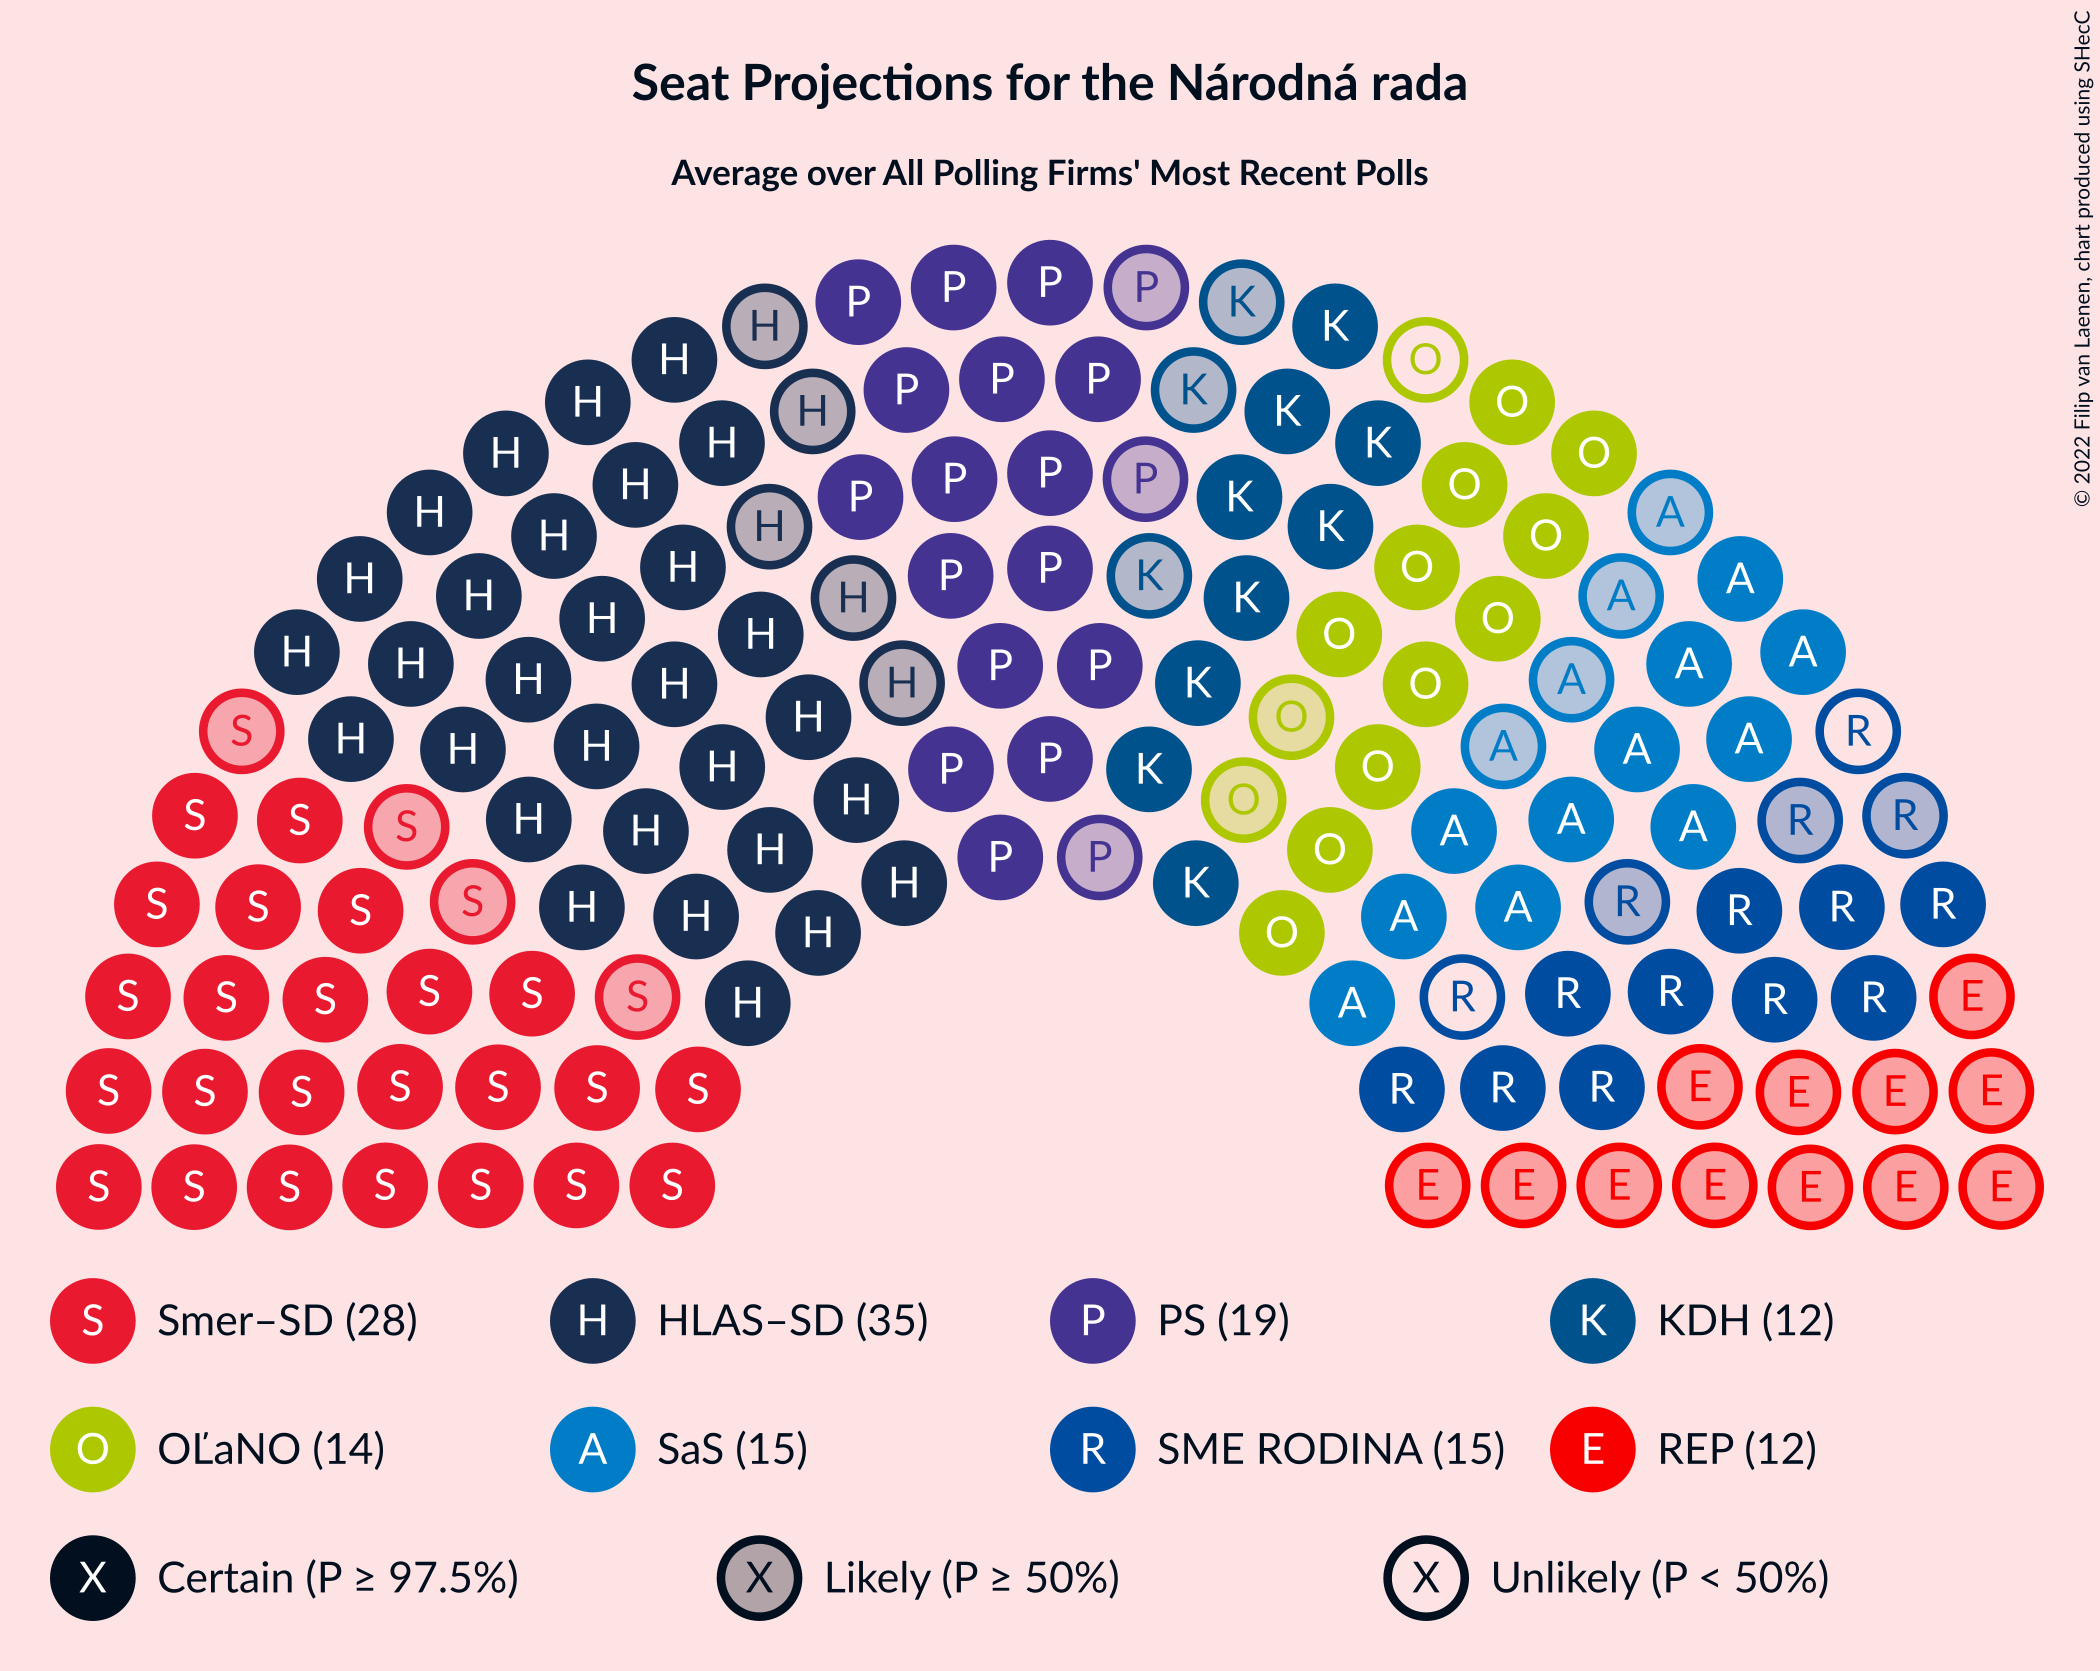 Seat Projections for the Národná rada
Average over All Polling Firms' Most Recent Polls
© 2022 Filip van Laenen, chart produced using SHecC
P P P P
H P P P P K K
H H P P P K K K O
H H H P P P P K K O O
H H H H P P K K O O O A
H H H H H P P K O O O A A
H H H H H P P K O O A A A
S H H H H H P P K O O A A A R
S S S H H H H P P K O O A A A R R
S S S S H H H H K O A A R R R R
S S S S S S H A R R R R R E
S S S S S S S R R R E E E E
S S S S S S S E E E E E E E
S Smer–SD (28) H HLAS–SD (35) P PS (19) K KDH (12)
O OĽaNO (14) A SaS (15) R SME RODINA (15) E REP (12)
X Certain (P ≥ 97.5%) X Likely (P ≥ 50%) X Unlikely (P < 50%)